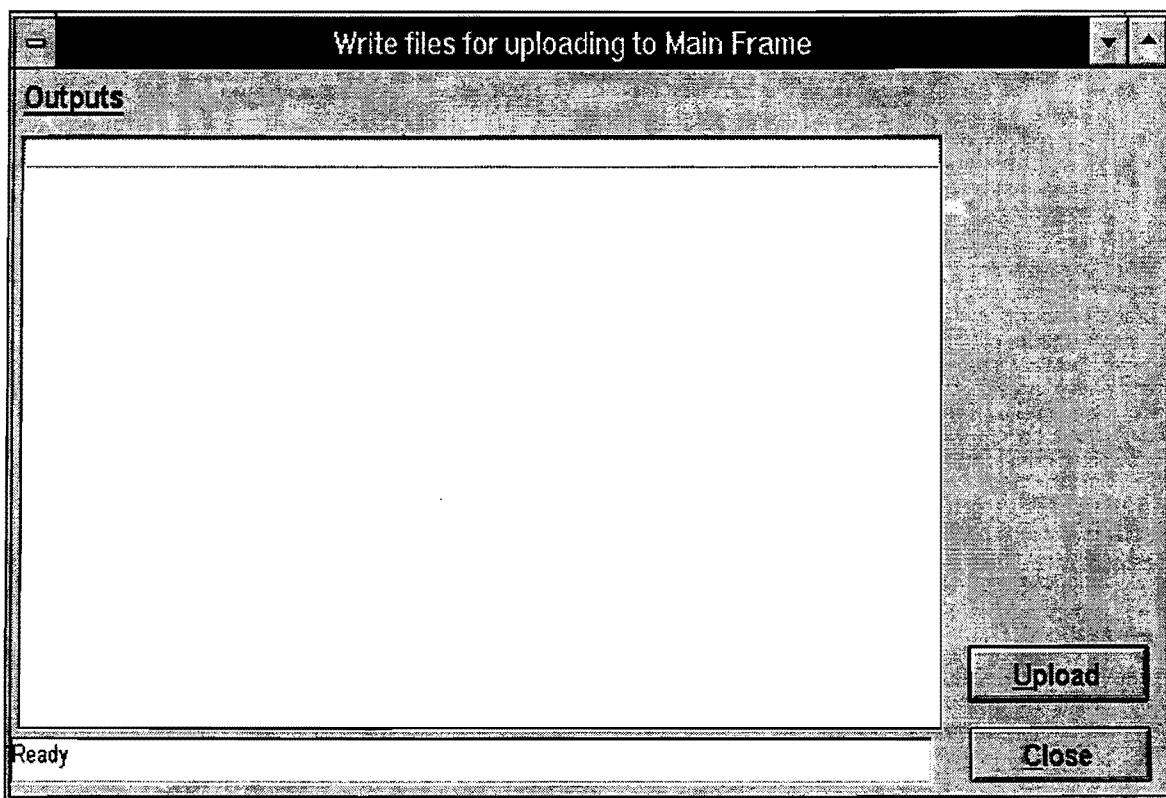 Write files for uploading to Main Frame
Outputs
Upload
Ready
Close